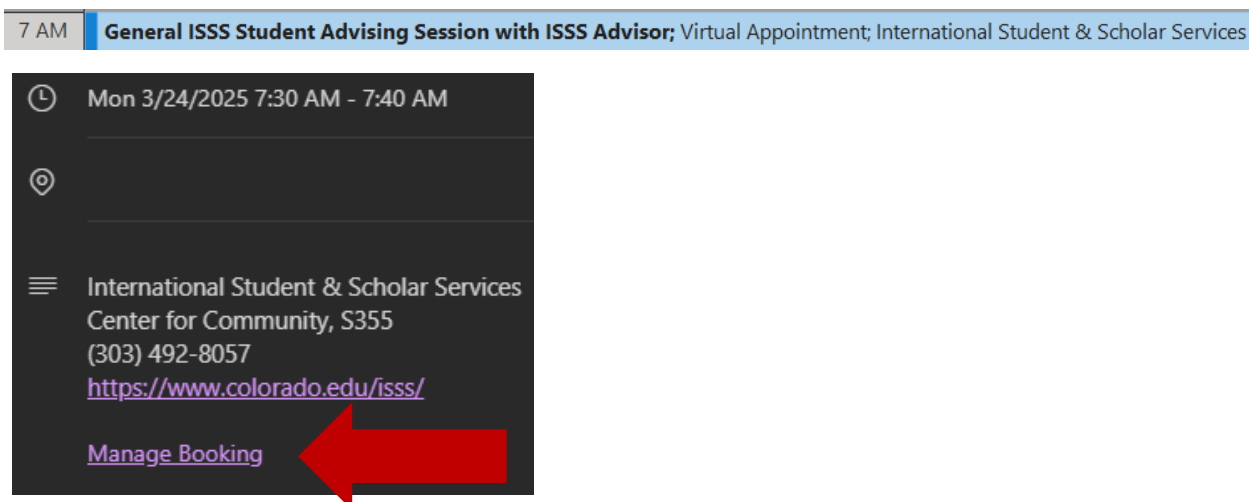 7 AM General ISSS Student Advising Session with ISSS Advisor; Virtual Appointment; International Student & Scholar Services
Mon 3/24/2025 7:30 AM - 7:40 AM
International Student & Scholar Services
Center for Community, S355
(303) 492-8057
https://www.colorado.edu/isss/
Manage Booking